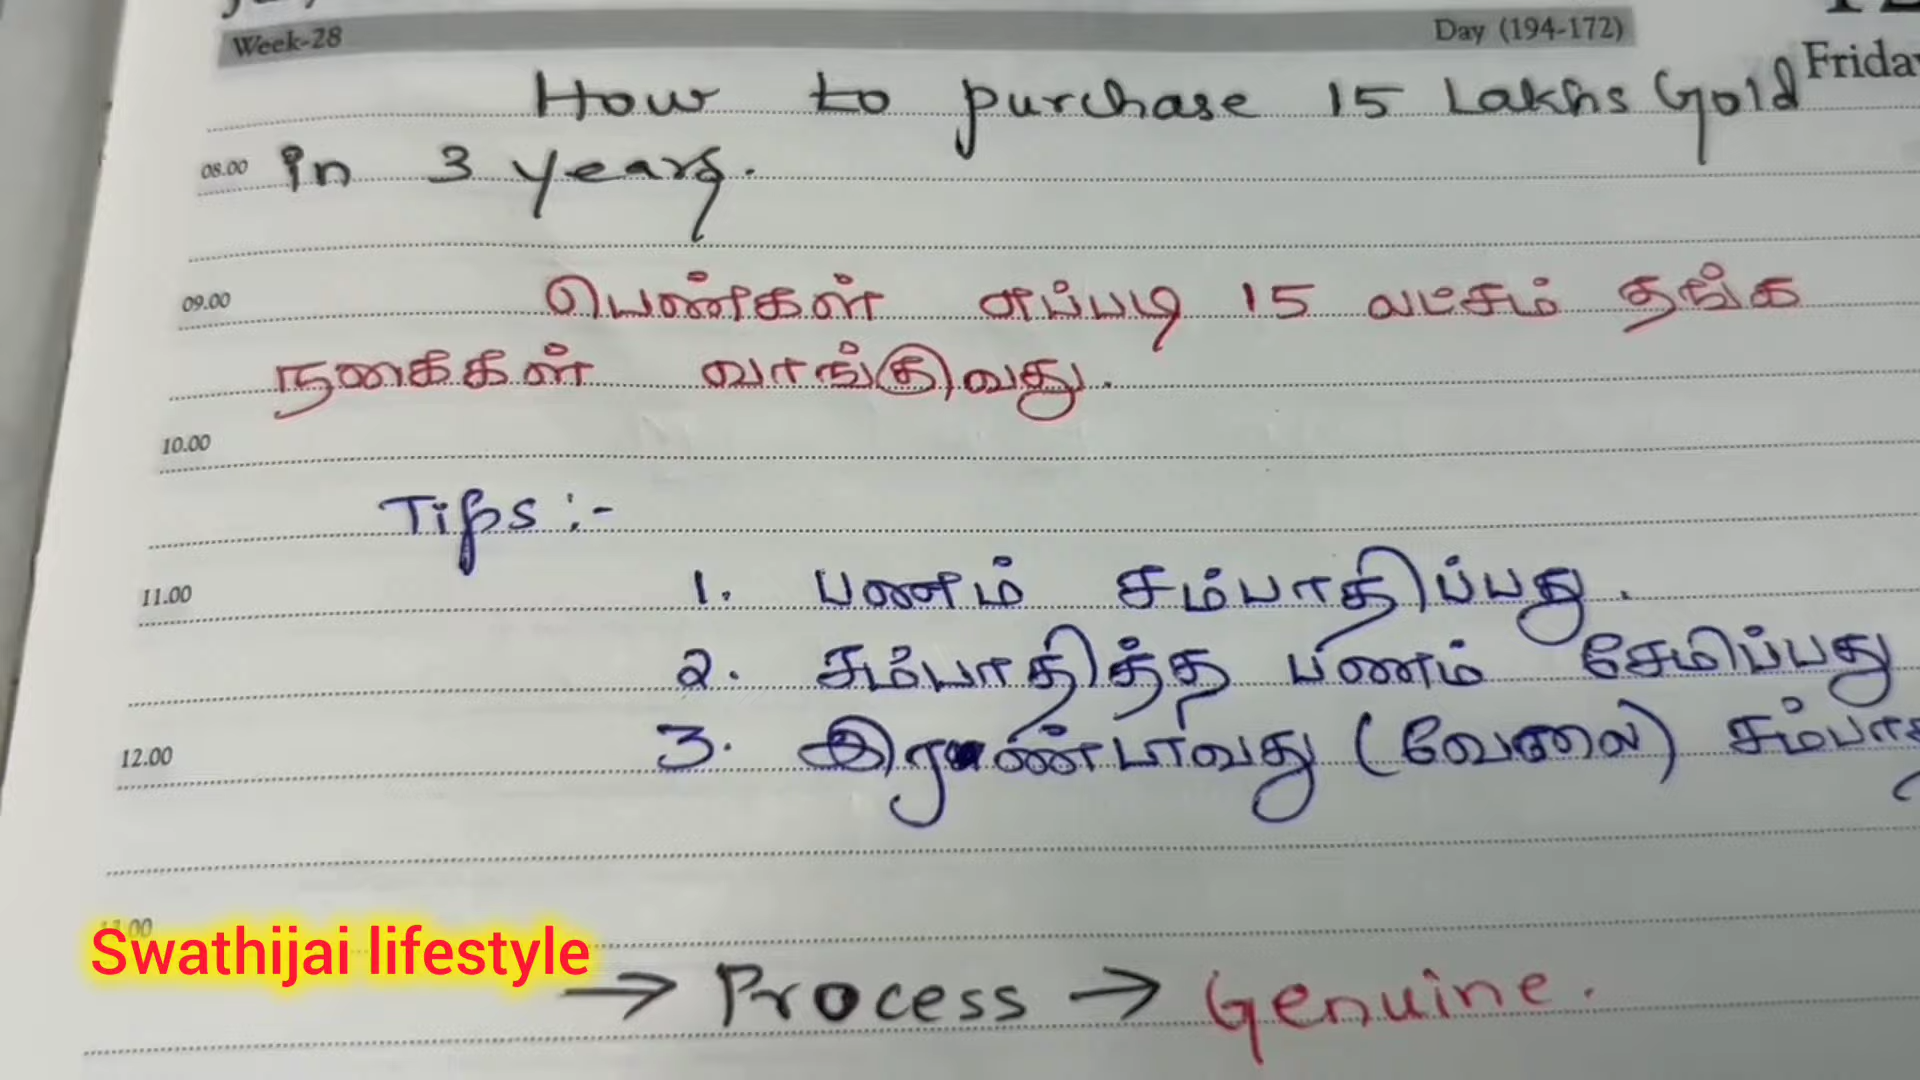 Week-28
Day (194-172)
How to purchase 15 Lakhs Gold
08.00 in 3 years.
09.00 பெண்கள் எப்படி 15 லட்சம் தங்க
நகைகள் வாங்குவது.
10.00
Tips :-
11.00 1. பணம் சம்பாதிப்பது.
2. சம்பாதித்த பணம் சேமிப்பது
12.00 3. இரண்டாவது (வேலை)
Swathijai lifestyle
→ Process → Genuine.